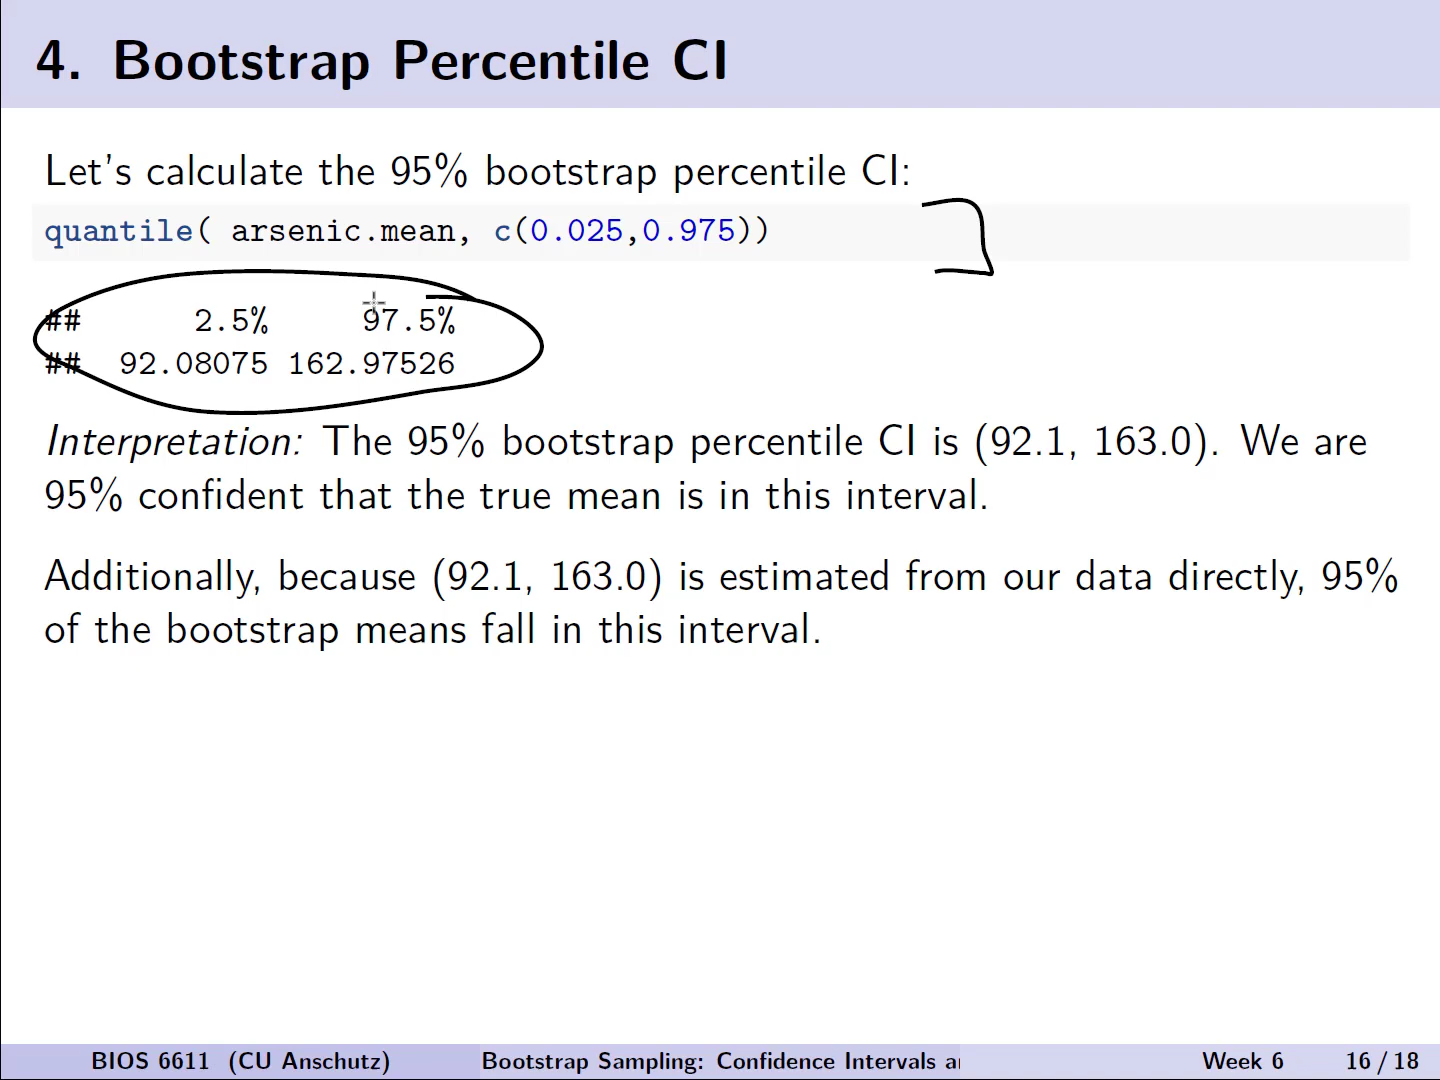 4. Bootstrap Percentile CI
Let's calculate the 95% bootstrap percentile CI:
quantile( arsenic.mean, c(0.025,0.975))
## 2.5% 97.5%
## 92.08075 162.97526
Interpretation: The 95% bootstrap percentile CI is (92.1, 163.0). We are
95% confident that the true mean is in this interval.
Additionally, because (92.1, 163.0) is estimated from our data directly, 95%
of the bootstrap means fall in this interval.
BIOS 6611 (CU Anschutz) Bootstrap Sampling: Confidence Intervals Week 6 16 / 18